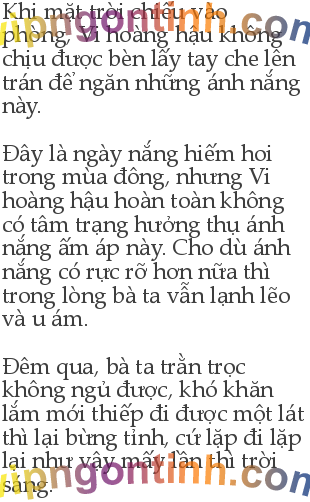 Khi mặt trời chiếu vào
phòng, Vi hoàng hậu không
chịu được bèn lấy tay che lên
trán để ngăn những ánh nắng
này.
Đây là ngày nắng hiếm hoi
trong mùa đông, nhưng Vi
hoàng hậu hoàn toàn không
có tâm trạng hưởng thụ ánh
nắng ấm áp này. Cho dù ánh
nắng có rực rỡ hơn nữa thì
trong lòng bà ta vẫn lạnh lẽo
và u ám.
Đêm qua, bà ta trằn trọc
không ngủ được, khó khăn
lắm mới thiếp đi được một lát
thì lại bừng tỉnh, cứ lặp đi lặp
lại như vậy mấy lần thì trời
sáng.
vipngontinh.com
vipngontinh.com